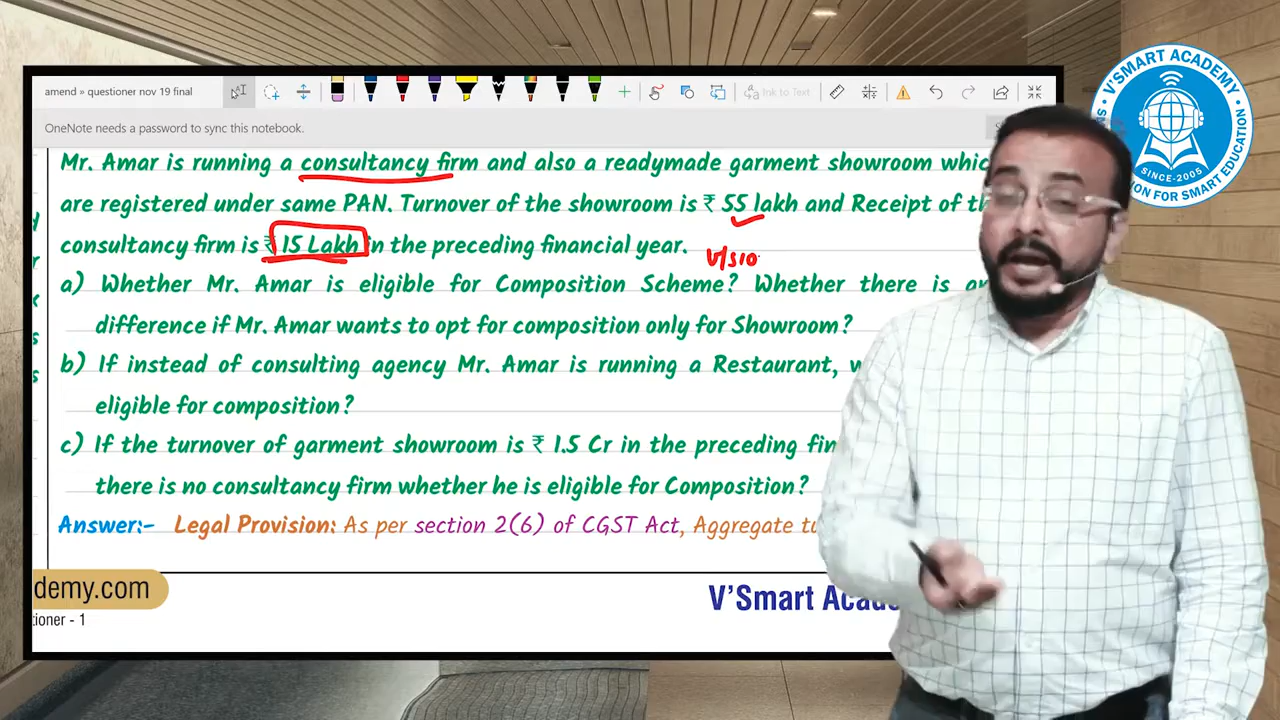 amend » questioner nov 19 final
Ink to Text
OneNote needs a password to sync this notebook.
V'SMART ACADEMY
SINCE-2005
FOR SMART EDUCATION
Mr. Amar is running a consultancy firm and also a readymade garment showroom
are registered under same PAN. Turnover of the showroom is ₹ 55 lakh and Receipt of
consultancy firm is ₹ 15 Lakh in the preceding financial year.
u/s10
a) Whether Mr. Amar is eligible for Composition Scheme? Whether there is
difference if Mr. Amar wants to opt for composition only for Showroom?
b) If instead of consulting agency Mr. Amar is running a Restaurant,
eligible for composition?
c) If the turnover of garment showroom is ₹ 1.5 Cr in the preceding
there is no consultancy firm whether he is eligible for Composition?
Answer:- Legal Provision: As per section 2(6) of CGST Act, Aggregate
demy.com
V'Smart
tioner - 1